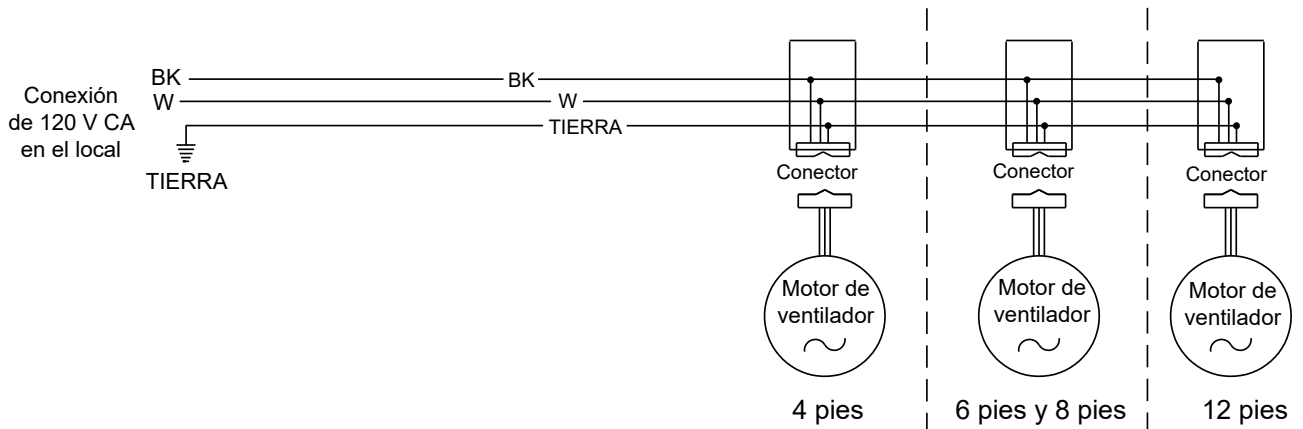 Conexión
de 120 V CA
en el local
BK
W
TIERRA
BK
W
TIERRA
Conector
Conector
Conector
Motor de
ventilador
Motor de
ventilador
Motor de
ventilador
4 pies
6 pies y 8 pies
12 pies